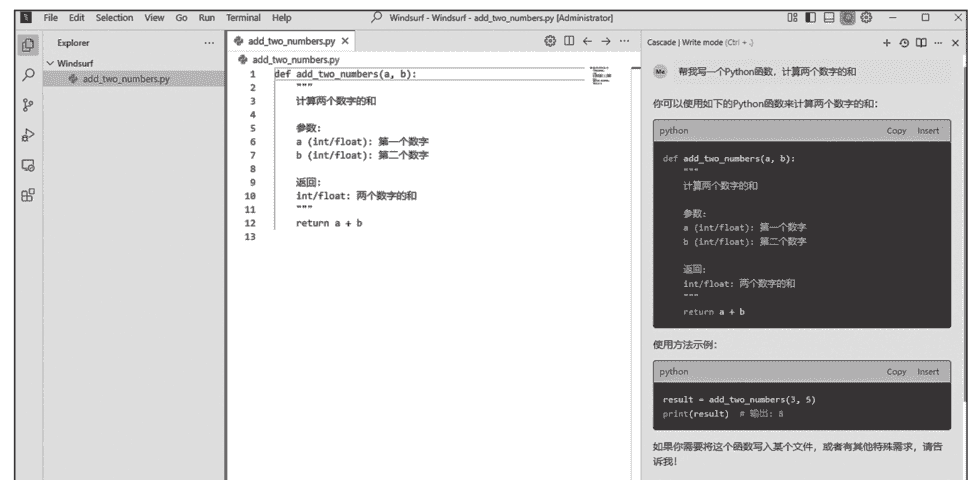 File Edit Selection View Go Run Terminal Help
Windsurf - Windsurf - add_two_numbers.py [Administrator]
Explorer
Windsurf
add_two_numbers.py
add_two_numbers.py
add_two_numbers.py
1 def add_two_numbers(a, b):
2 """
3 计算两个数字的和
4
5 参数:
6 a (int/float): 第一个数字
7 b (int/float): 第二个数字
8
9 返回:
10 int/float: 两个数字的和
11 """
12 return a + b
13
Cascade | Write mode (Ctrl + .)
Me 帮我写一个Python函数，计算两个数字的和
你可以使用如下的Python函数来计算两个数字的和：
python Copy Insert
def add_two_numbers(a, b):
"""
计算两个数字的和
参数:
a (int/float): 第一个数字
b (int/float): 第二个数字
返回:
int/float: 两个数字的和
"""
return a + b
使用方法示例：
python Copy Insert
result = add_two_numbers(3, 5)
print(result) # 输出: 8
如果你需要将这个函数写入某个文件，或者有其他特殊需求，请告
诉我！